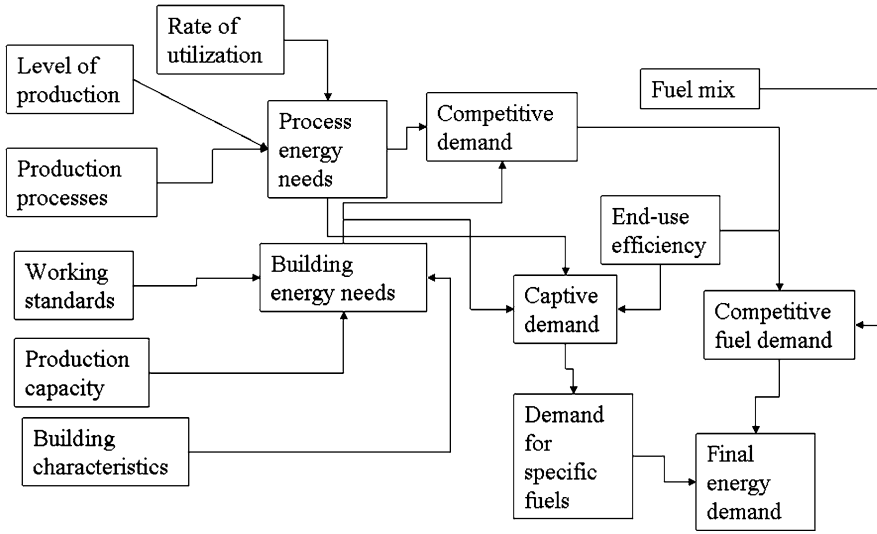 Rate of
utilization
Level of
production
Fuel mix
Process
energy
needs
Competitive
demand
Production
processes
End-use
efficiency
Working
standards
Building
energy needs
Captive
demand
Competitive
fuel demand
Production
capacity
Building
characteristics
Demand
for
specific
fuels
Final
energy
demand